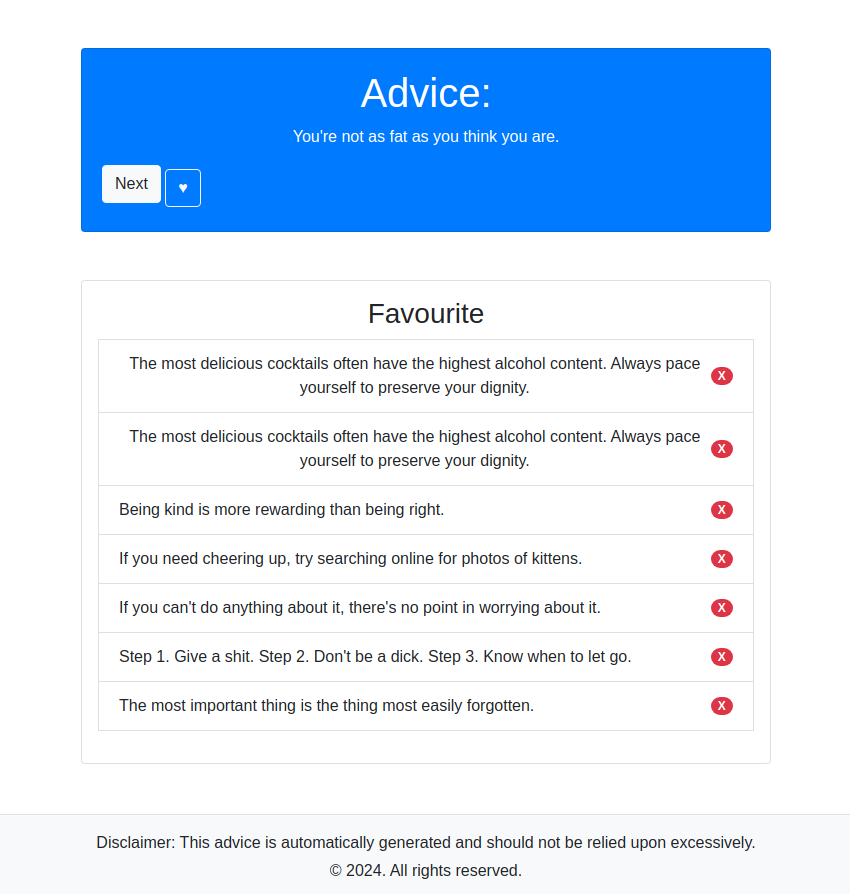 Advice:
You're not as fat as you think you are.
Next ♥
Favourite
The most delicious cocktails often have the highest alcohol content. Always pace
yourself to preserve your dignity.
X
The most delicious cocktails often have the highest alcohol content. Always pace
yourself to preserve your dignity.
X
Being kind is more rewarding than being right. X
If you need cheering up, try searching online for photos of kittens. X
If you can't do anything about it, there's no point in worrying about it. X
Step 1. Give a shit. Step 2. Don't be a dick. Step 3. Know when to let go. X
The most important thing is the thing most easily forgotten. X
Disclaimer: This advice is automatically generated and should not be relied upon excessively.
© 2024. All rights reserved.